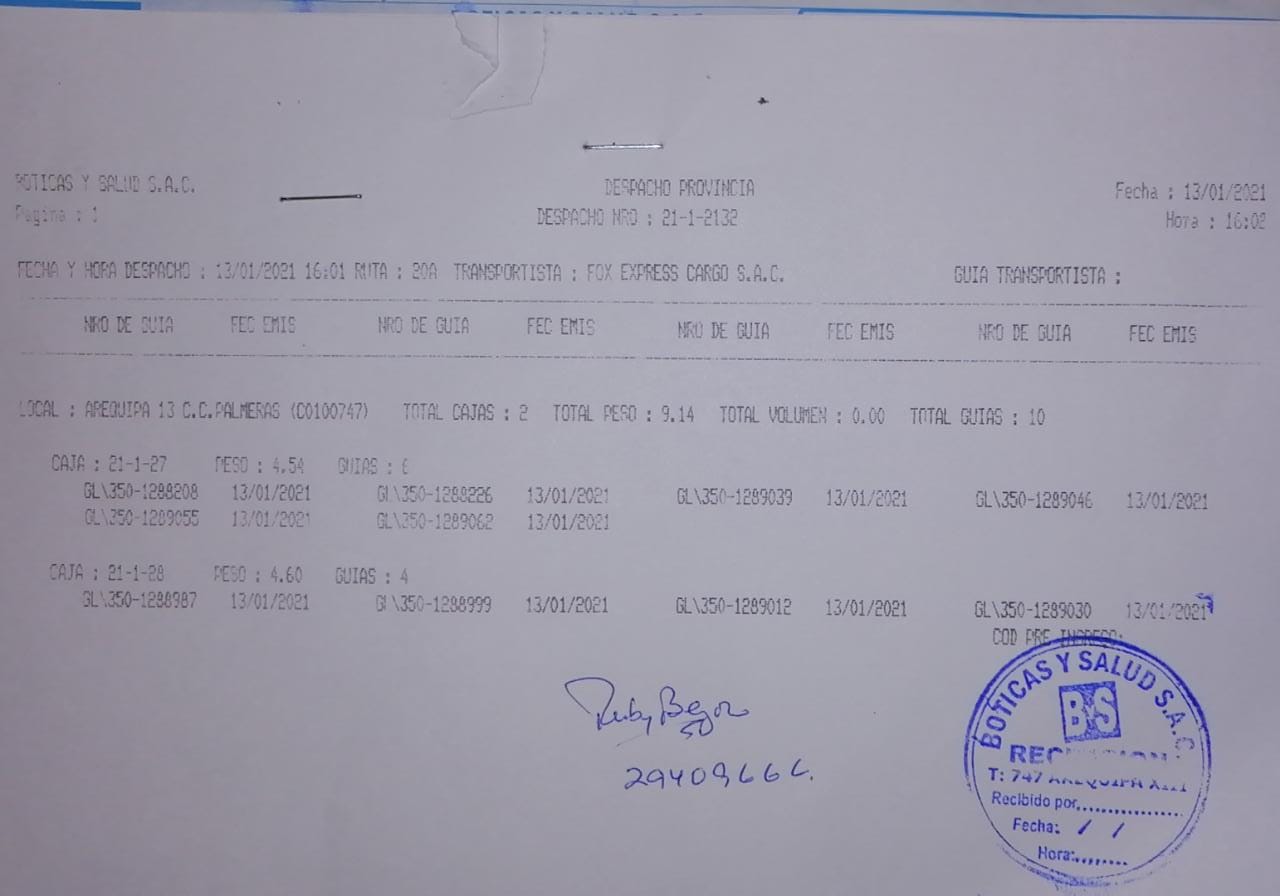 BOTICAS Y SALUD S.A.C. DESPACHO PROVINCIA Fecha : 13/01/2021
Pagina : 1 DESPACHO NRO : 21-1-2132 Hora : 16:02
FECHA Y HORA DESPACHO : 13/01/2021 16:01 RUTA : 20A TRANSPORTISTA : FOX EXPRESS CARGO S.A.C. GUIA TRANSPORTISTA :
NRO DE GUIA FEC EMIS NRO DE GUIA FEC EMIS NRO DE GUIA FEC EMIS NRO DE GUIA FEC EMIS
LOCAL : AREQUIPA 13 C.C.PALMERAS (C0100747) TOTAL CAJAS : 2 TOTAL PESO : 9.14 TOTAL VOLUMEN : 0.00 TOTAL GUIAS : 10
CAJA : 21-1-27 PESO : 4.54 GUIAS : 6
GL\350-1288208 13/01/2021 GL\350-1288226 13/01/2021 GL\350-1289039 13/01/2021 GL\350-1289046 13/01/2021
GL\350-1289055 13/01/2021 GL\350-1289062 13/01/2021
CAJA : 21-1-28 PESO : 4.60 GUIAS : 4
GL\350-1288987 13/01/2021 GL\350-1288999 13/01/2021 GL\350-1289012 13/01/2021 GL\350-1289030 13/01/2021
COD PRE INGRESO:
BOTICAS Y SALUD S.A.C
BS
T: 747 AREQUIPA XIII
Recibido por
Fecha: / /
Hora:
Ruby
29409666.